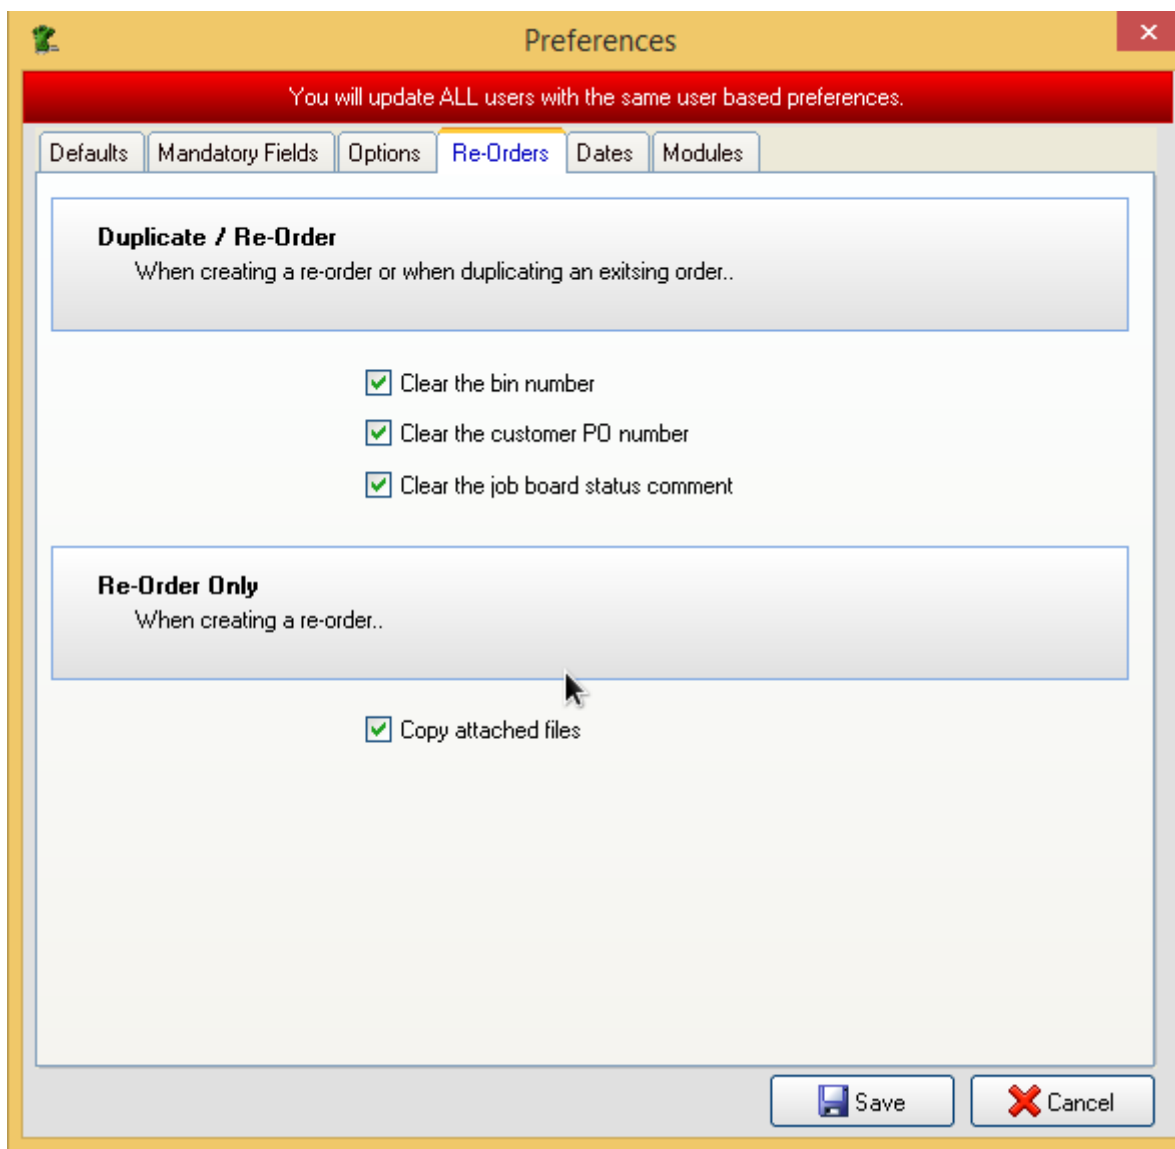 Preferences
You will update ALL users with the same user based preferences.
Defaults Mandatory Fields Options Re-Orders Dates Modules
Duplicate / Re-Order
When creating a re-order or when duplicating an exitsing order..
Clear the bin number
Clear the customer PO number
Clear the job board status comment
Re-Order Only
When creating a re-order..
Copy attached files
Save Cancel